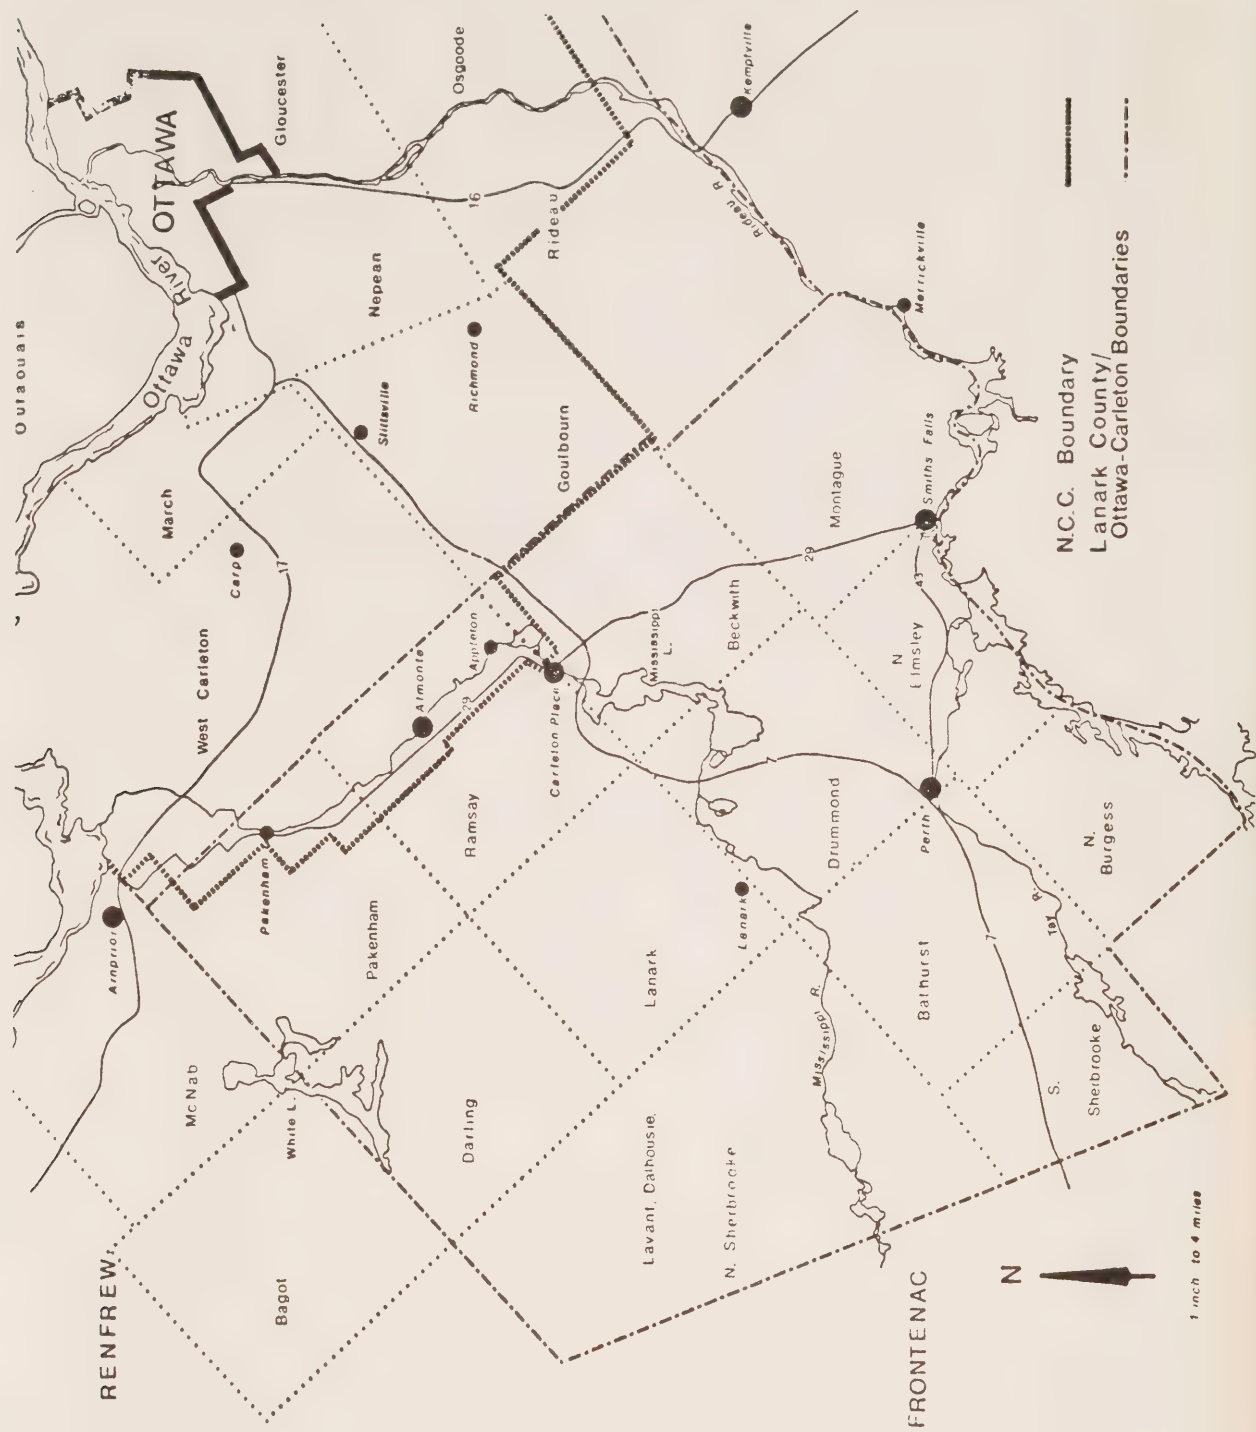 Outaouais
OTTAWA
Gloucester
Osgoode
Kemptville
Ottawa
River
Nepean
16
Rideau
Rideau R.
Merrickville
Richmond
Stittsville
Goulbourn
March
Carp
17
West Carleton
Appleton
Almonte
29
Carleton Place
Mississippi
L.
Beckwith
Montague
29
Smiths Falls
43
N
Elmsley
Ramsay
Drummond
7
Perth
N.
Burgess
Pakenham
Arnprior
Pakenham
Lanark
Lanark
Bathurst
7
Tay R.
Mississippi R.
McNab
White L.
Darling
S.
Sherbrooke
Lavant, Dalhousie,
N. Sherbrooke
RENFREW
Bagot
FRONTENAC
N.C.C. Boundary
Lanark County/
Ottawa-Carleton Boundaries
N
1 inch to 4 miles